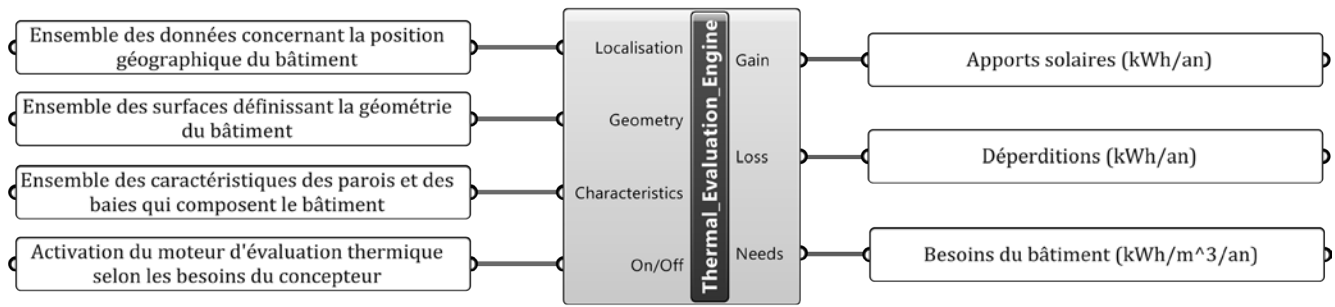 Ensemble des données concernant la position
géographique du bâtiment
Ensemble des surfaces définissant la géométrie
du bâtiment
Ensemble des caractéristiques des parois et des
baies qui composent le bâtiment
Activation du moteur d'évaluation thermique
selon les besoins du concepteur
Localisation
Geometry
Characteristics
On/Off
Thermal_Evaluation_Engine
Gain
Loss
Needs
Apports solaires (kWh/an)
Déperditions (kWh/an)
Besoins du bâtiment (kWh/m^3/an)